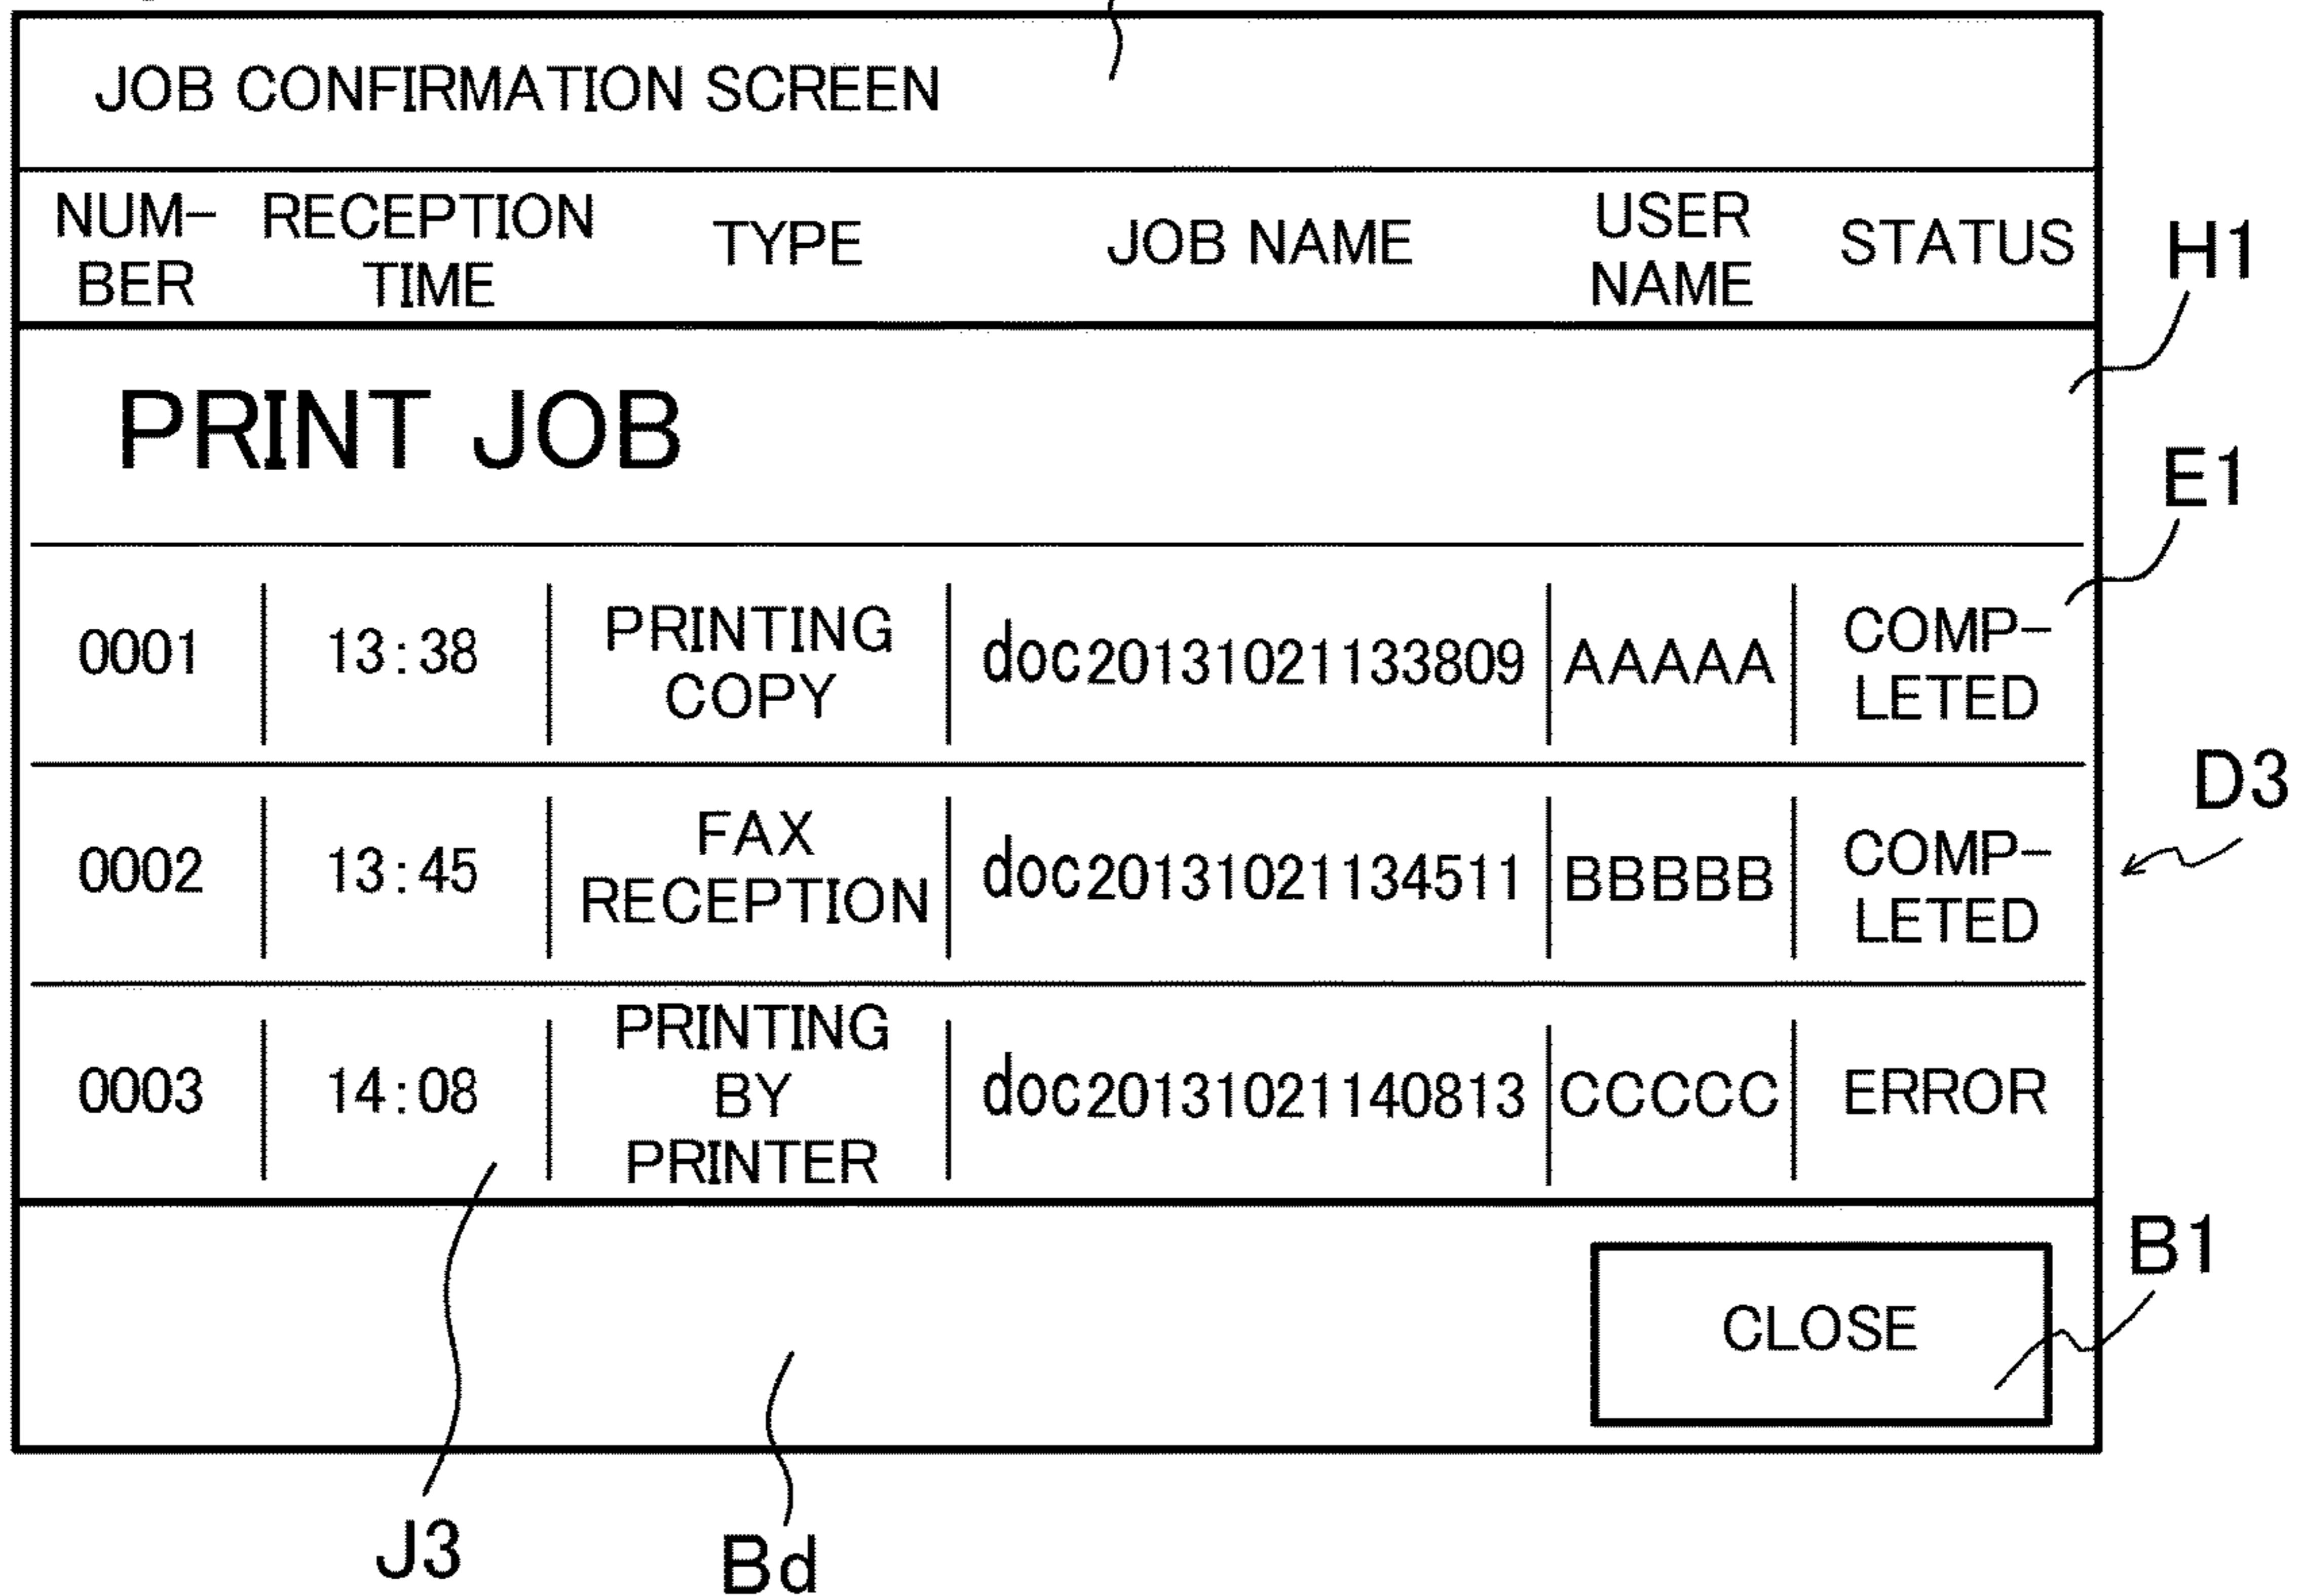 JOB CONFIRMATION SCREEN
NUM-
BER
RECEPTION
TIME
TYPE
JOB NAME
USER
NAME
STATUS
H1
PRINT JOB
E1
0001
13:38
PRINTING
COPY
doc20131021133809
AAAAA
COMP-
LETED
D3
0002
13:45
FAX
RECEPTION
doc20131021134511
BBBBB
COMP-
LETED
0003
14:08
PRINTING
BY
PRINTER
doc20131021140813
CCCCC
ERROR
B1
CLOSE
J3
Bd